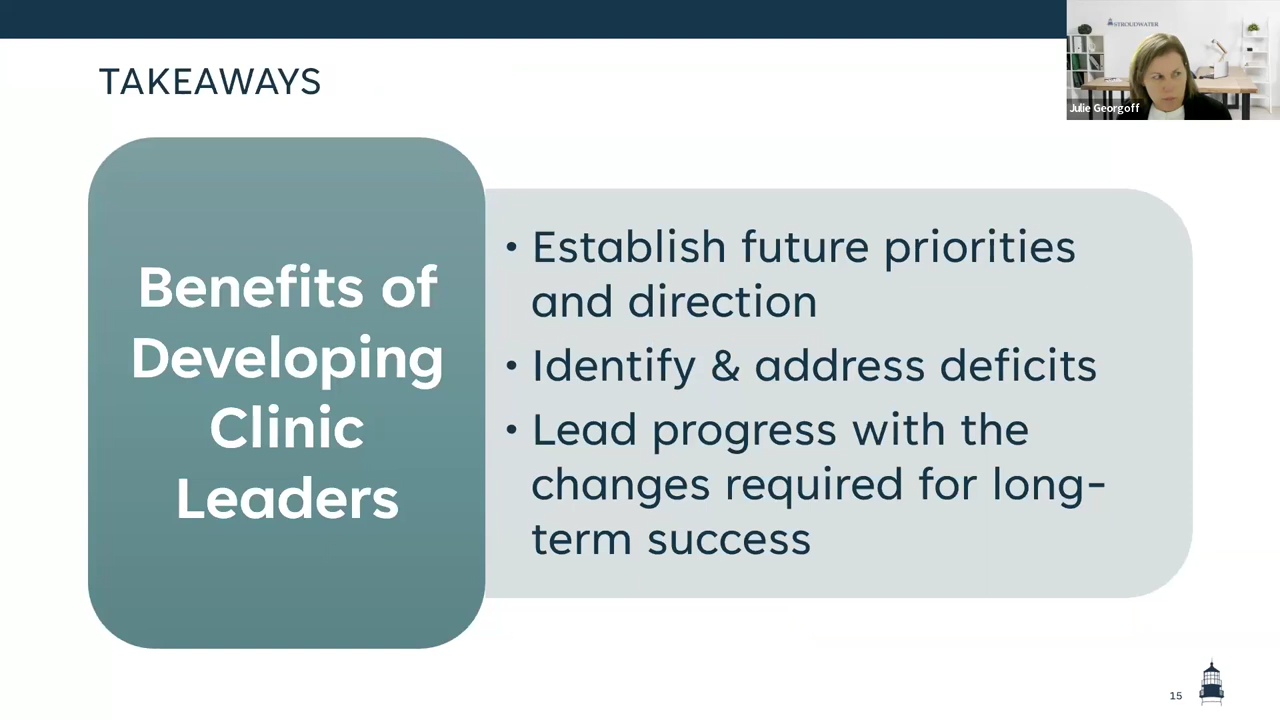 STROUDWATER
TAKEAWAYS
Julie Georgoff
Benefits of
Developing
Clinic
Leaders
• Establish future priorities
and direction
• Identify & address deficits
• Lead progress with the
changes required for long-
term success
15